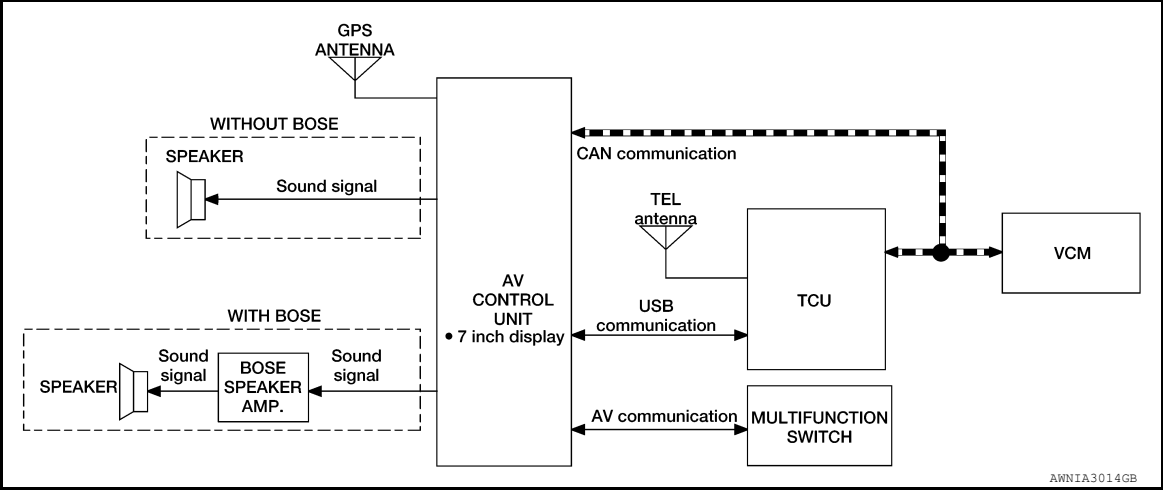 GPS
ANTENNA
WITHOUT BOSE
SPEAKER
Sound signal
CAN communication
TEL
antenna
VCM
TCU
AV
CONTROL
UNIT
• 7 inch display
USB
communication
WITH BOSE
SPEAKER
Sound
signal
BOSE
SPEAKER
AMP.
Sound
signal
AV communication
MULTIFUNCTION
SWITCH
AWNIA3014GB